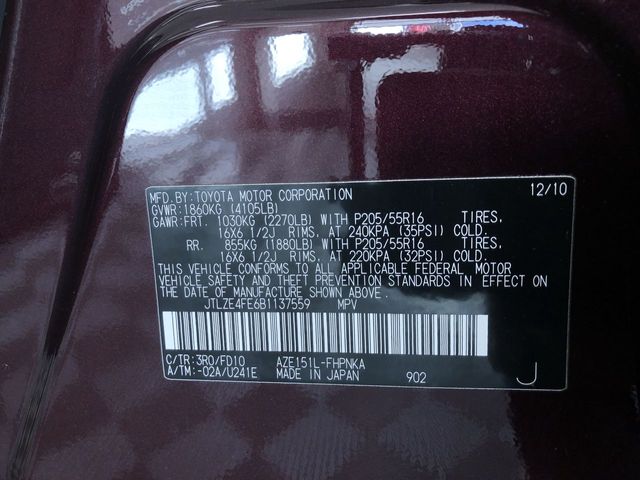 MFD.BY:TOYOTA MOTOR CORPORATION 12/10
GVWR:1860KG (4105LB)
GAWR:FRT. 1030KG (2270LB) WITH P205/55R16 TIRES,
16X6 1/2J RIMS, AT 240KPA (35PSI) COLD.
RR. 855KG (1880LB) WITH P205/55R16 TIRES,
16X6 1/2J RIMS, AT 220KPA (32PSI) COLD.
THIS VEHICLE CONFORMS TO ALL APPLICABLE FEDERAL MOTOR
VEHICLE SAFETY AND THEFT PREVENTION STANDARDS IN EFFECT ON
THE DATE OF MANUFACTURE SHOWN ABOVE.
JTLZE4FE6B1137559 MPV
C/TR:3R0/FD10 AZE151L-FHPNKA
A/TM:-02A/U241E MADE IN JAPAN 902 J